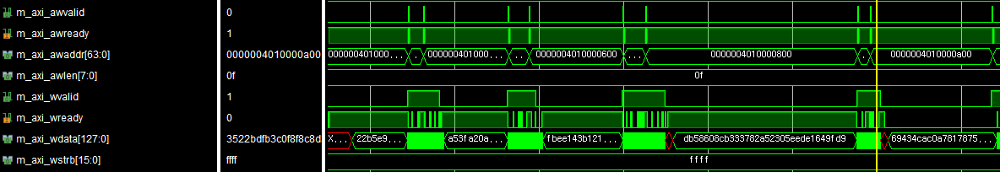 m_axi_awvalid 0
m_axi_awready 1
m_axi_awaddr[63:0] 0000004010000a00 000000401000... ... 000000401000... ... 0000004010000600 ... 0000004010000800 0000004010000a00
m_axi_awlen[7:0] 0f 0f
m_axi_wvalid 1
m_axi_wready 0
m_axi_wdata[127:0] 3522bdfb3c0f8f8c8d X... 22b5e9... a53fa20a... fbee143b121... db58608cb333782a52305eede1649fd9 69434cac0a7817875...
m_axi_wstrb[15:0] ffff ffff